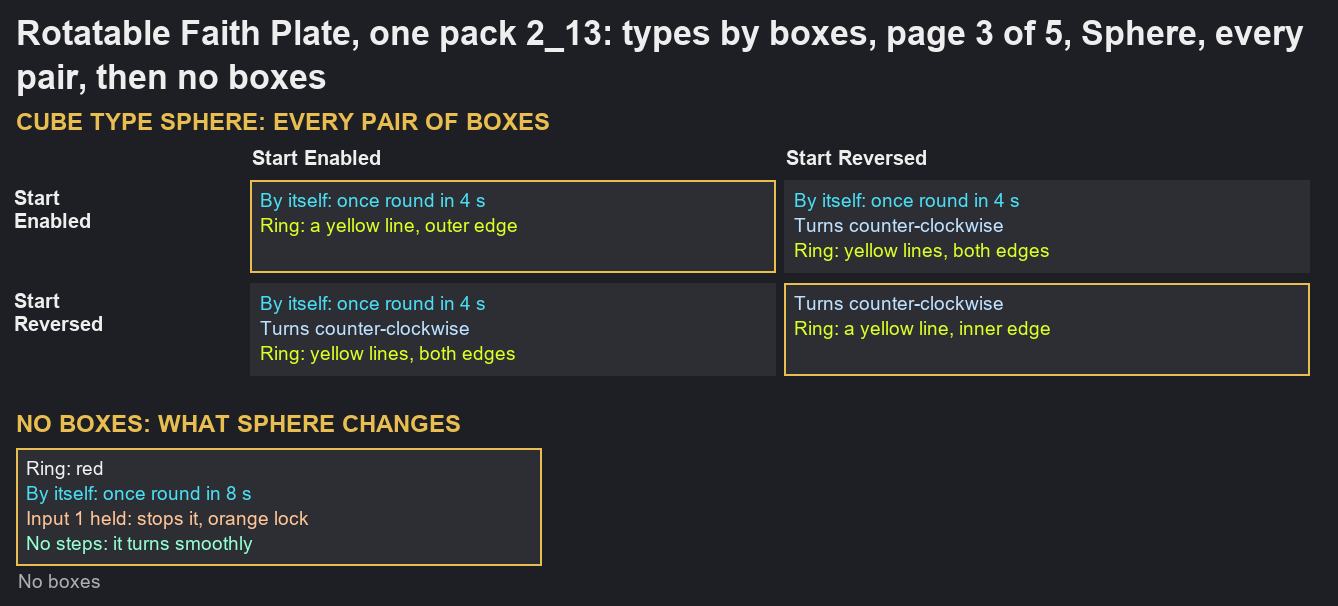 Rotatable Faith Plate, one pack 2_13: types by boxes, page 3 of 5, Sphere, every
pair, then no boxes
CUBE TYPE SPHERE: EVERY PAIR OF BOXES
Start Enabled
Start Reversed
Start
Enabled
By itself: once round in 4 s
Ring: a yellow line, outer edge
By itself: once round in 4 s
Turns counter-clockwise
Ring: yellow lines, both edges
Start
Reversed
By itself: once round in 4 s
Turns counter-clockwise
Ring: yellow lines, both edges
Turns counter-clockwise
Ring: a yellow line, inner edge
NO BOXES: WHAT SPHERE CHANGES
Ring: red
By itself: once round in 8 s
Input 1 held: stops it, orange lock
No steps: it turns smoothly
No boxes